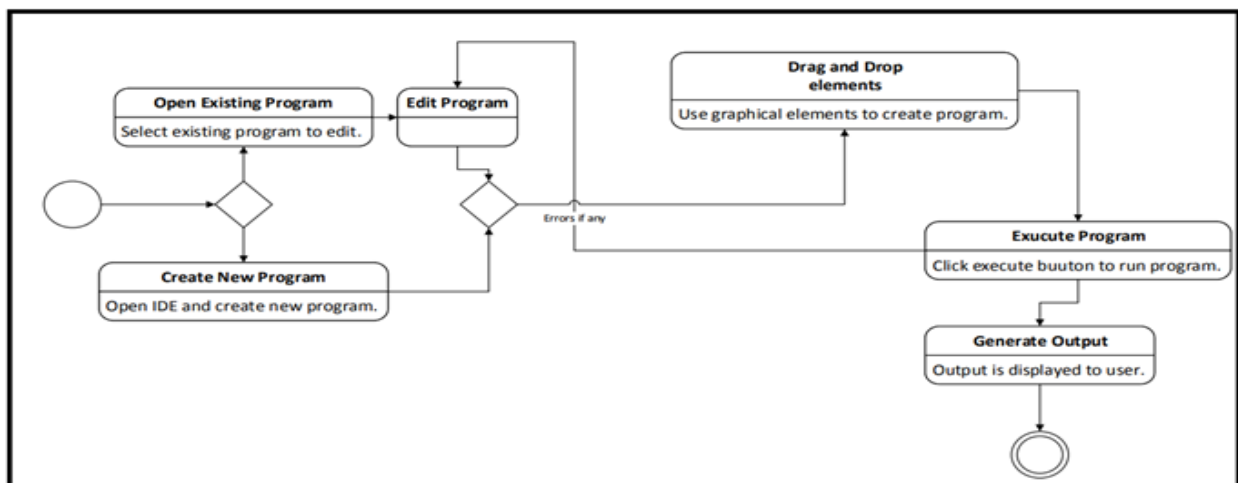 Drag and Drop
elements
Use graphical elements to create program.
Open Existing Program
Select existing program to edit.
Edit Program
Errors if any
Exucute Program
Click execute buuton to run program.
Create New Program
Open IDE and create new program.
Generate Output
Output is displayed to user.